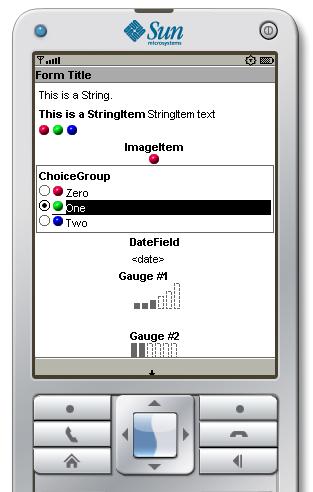 Sun
microsystems
Form Title
This is a String.
This is a StringItem StringItem text
ImageItem
ChoiceGroup
Zero
One
Two
DateField
<date>
Gauge #1
Gauge #2